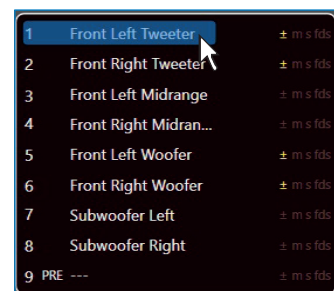 1 Front Left Tweeter ± m s fds
2 Front Right Tweeter ± m s fds
3 Front Left Midrange ± m s fds
4 Front Right Midran... ± m s fds
5 Front Left Woofer ± m s fds
6 Front Right Woofer ± m s fds
7 Subwoofer Left ± m s fds
8 Subwoofer Right ± m s fds
9 PRE --- ± m s fds